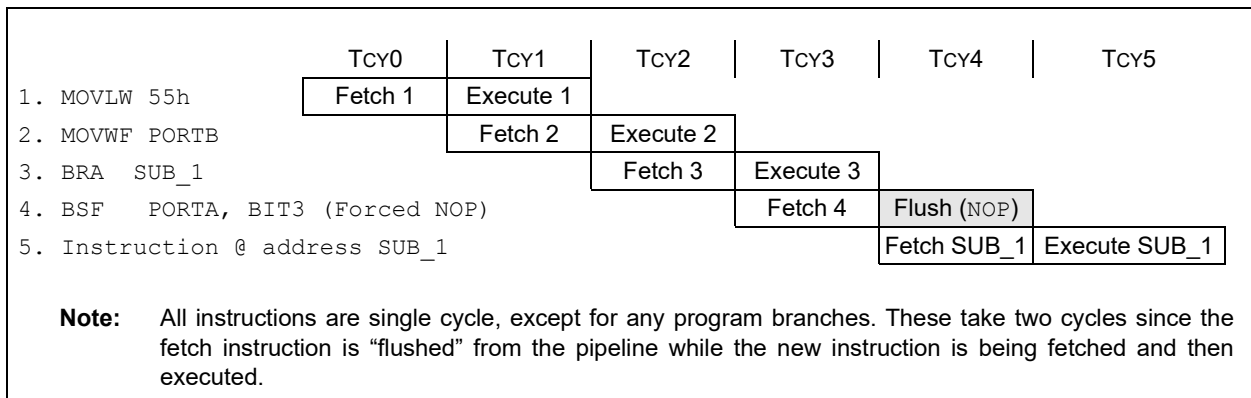 TCY0 TCY1 TCY2 TCY3 TCY4 TCY5
1. MOVLW 55h Fetch 1 Execute 1
2. MOVWF PORTB Fetch 2 Execute 2
3. BRA SUB_1 Fetch 3 Execute 3
4. BSF PORTA, BIT3 (Forced NOP) Fetch 4 Flush (NOP)
5. Instruction @ address SUB_1 Fetch SUB_1 Execute SUB_1
Note: All instructions are single cycle, except for any program branches. These take two cycles since the
fetch instruction is “flushed” from the pipeline while the new instruction is being fetched and then
executed.